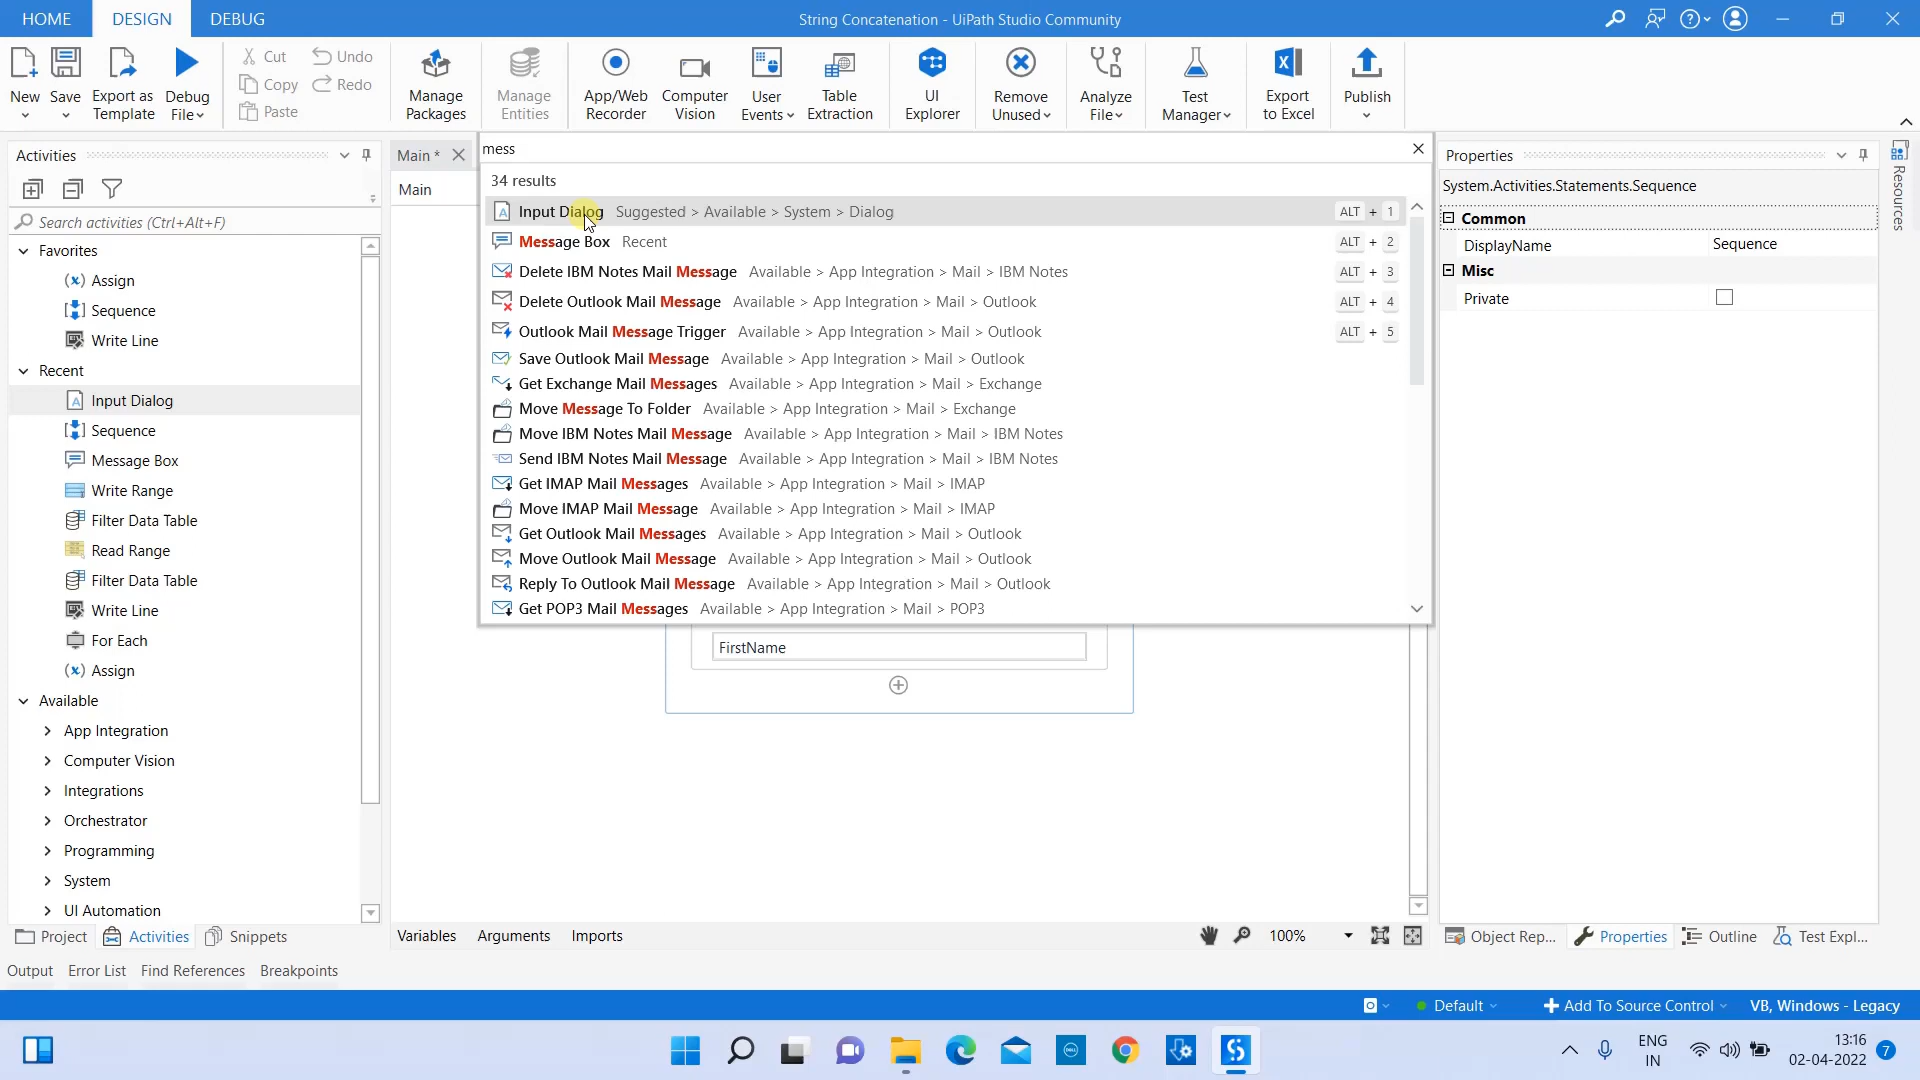 HOME DESIGN DEBUG String Concatenation - UiPath Studio Community
New Save Export as Template Debug File Cut Copy Paste Undo Redo Manage Packages Manage Entities App/Web Recorder Computer Vision User Events Table Extraction UI Explorer Remove Unused Analyze File Test Manager Export to Excel Publish
Activities
Search activities (Ctrl+Alt+F)
Favorites
Assign
Sequence
Write Line
Recent
Input Dialog
Sequence
Message Box
Write Range
Filter Data Table
Read Range
Filter Data Table
Write Line
For Each
Assign
Available
App Integration
Computer Vision
Integrations
Orchestrator
Programming
System
UI Automation
Project Activities Snippets
Main *
Main
mess
34 results
Input Dialog Suggested > Available > System > Dialog ALT + 1
Message Box Recent ALT + 2
Delete IBM Notes Mail Message Available > App Integration > Mail > IBM Notes ALT + 3
Delete Outlook Mail Message Available > App Integration > Mail > Outlook ALT + 4
Outlook Mail Message Trigger Available > App Integration > Mail > Outlook ALT + 5
Save Outlook Mail Message Available > App Integration > Mail > Outlook
Get Exchange Mail Messages Available > App Integration > Mail > Exchange
Move Message To Folder Available > App Integration > Mail > Exchange
Move IBM Notes Mail Message Available > App Integration > Mail > IBM Notes
Send IBM Notes Mail Message Available > App Integration > Mail > IBM Notes
Get IMAP Mail Messages Available > App Integration > Mail > IMAP
Move IMAP Mail Message Available > App Integration > Mail > IMAP
Get Outlook Mail Messages Available > App Integration > Mail > Outlook
Move Outlook Mail Message Available > App Integration > Mail > Outlook
Reply To Outlook Mail Message Available > App Integration > Mail > Outlook
Get POP3 Mail Messages Available > App Integration > Mail > POP3
FirstName
Variables Arguments Imports 100%
Properties
System.Activities.Statements.Sequence
Common
DisplayName Sequence
Misc
Private
Resources
Object Rep... Properties Outline Test Expl...
Output Error List Find References Breakpoints
Default Add To Source Control VB, Windows - Legacy
ENG
IN
13:16
02-04-2022
7